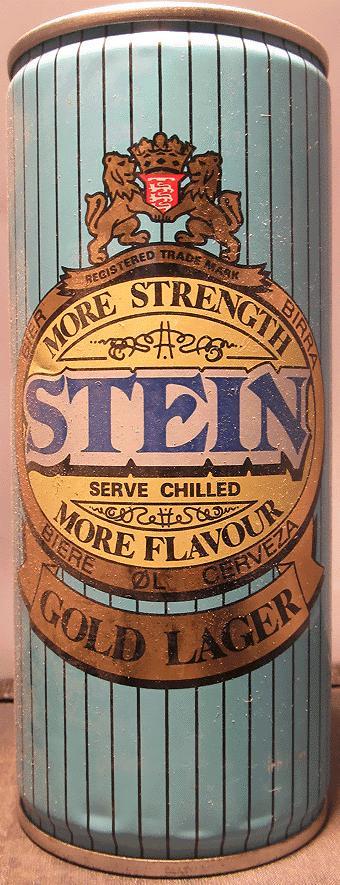 REGISTERED TRADE MARK
MORE STRENGTH
BIER
BIRRA
STEIN
SERVE CHILLED
MORE FLAVOUR
BIERE ØL CERVEZA
GOLD LAGER